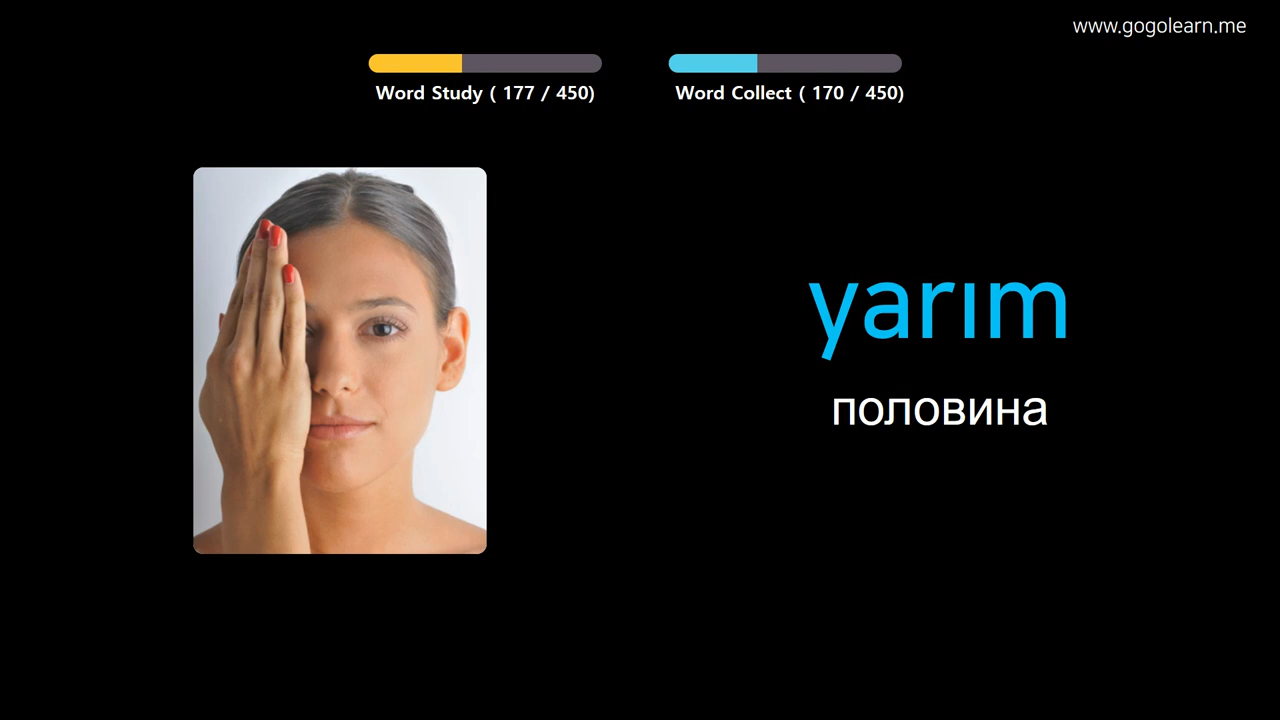 www.gogolearn.me
Word Study ( 177 / 450)
Word Collect ( 170 / 450)
yarım
половина